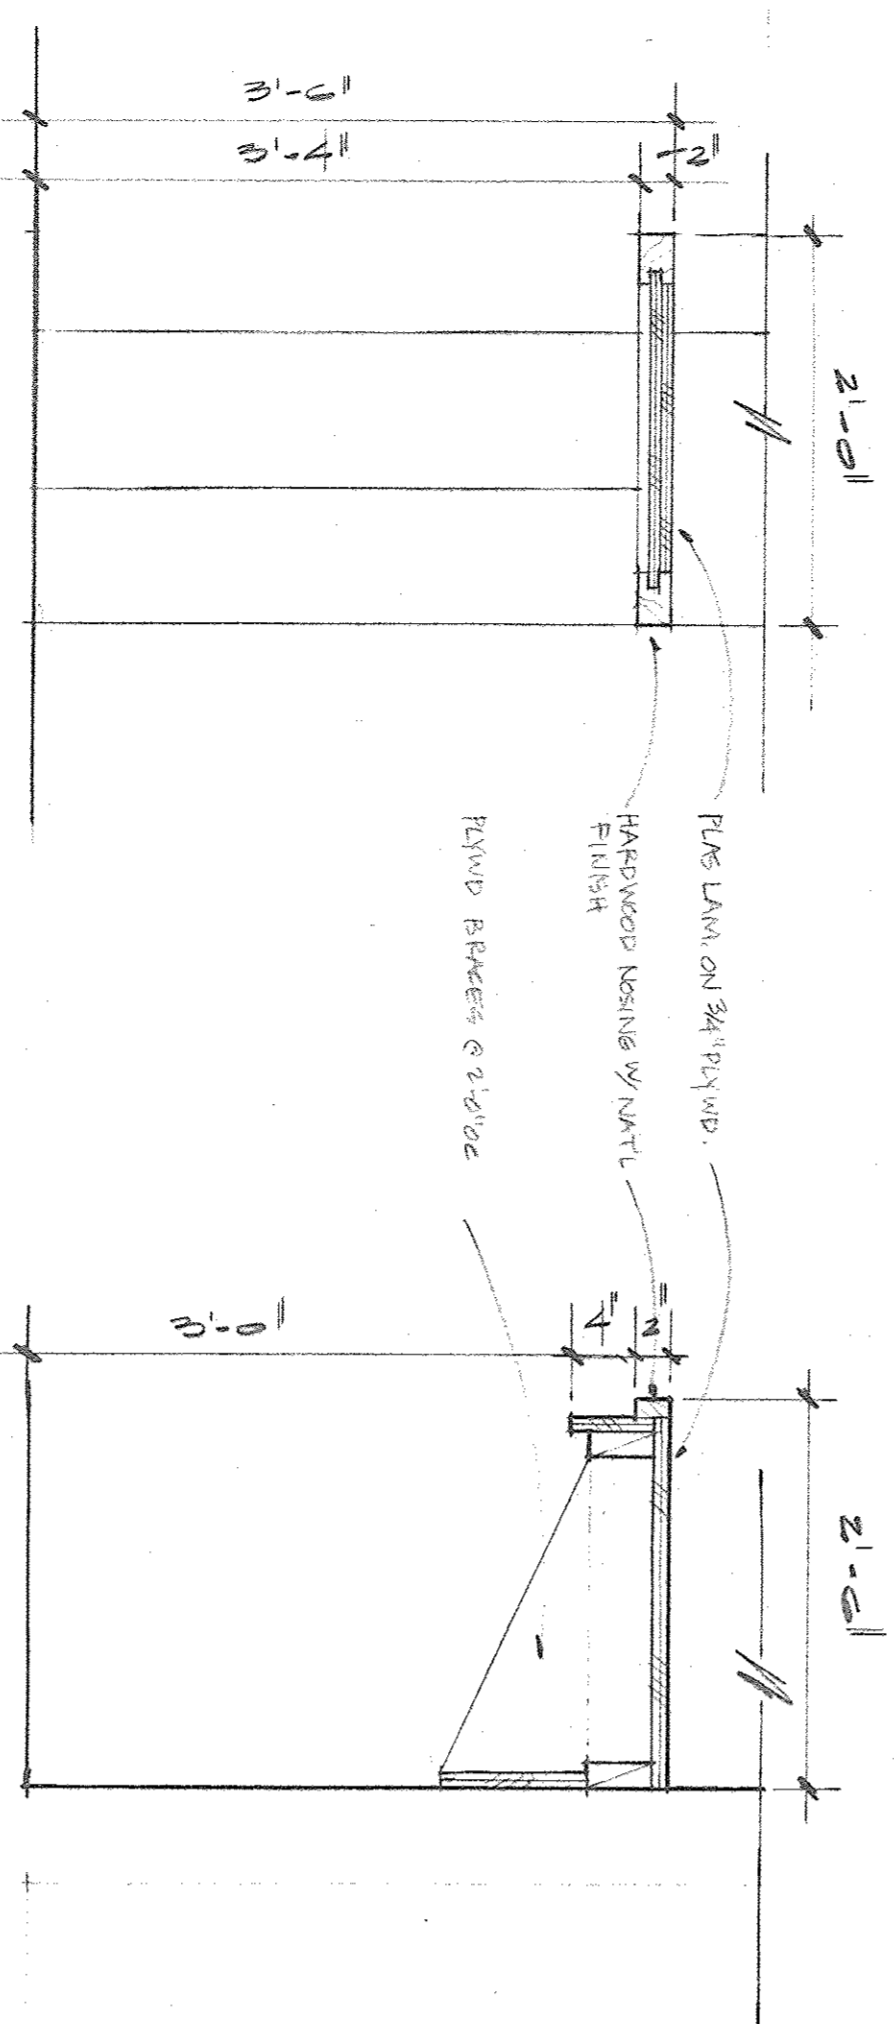 3'-6"
3'-4"
2"
2'-0"
PLAS LAM. ON 3/4" PLYWD.
HARDWOOD NOSING W/ NAT'L
FINISH
PLYWD BRACES @ 2'-0" OC
3'-0"
4"
2"
2'-6"